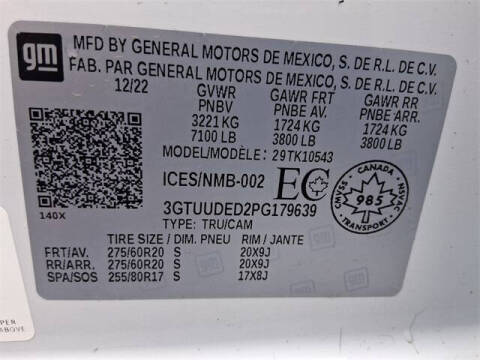 gm
MFD BY GENERAL MOTORS DE MEXICO, S. DE R.L. DE C.V.
FAB. PAR GENERAL MOTORS DE MEXICO, S. DE R.L. DE C.V.
12/22 GVWR GAWR FRT GAWR RR
PNBV PNBE AV. PNBE ARR.
3221 KG 1724 KG 1724 KG
7100 LB 3800 LB 3800 LB
MODEL/MODÈLE: 29TK10543
ICES/NMB-002 EC
CANADA
CMVSS NSVAC
985
TRANSPORT
140X
3GTUUDED2PG179639
TYPE: TRU/CAM
TIRE SIZE / DIM. PNEU RIM / JANTE
FRT/AV. 275/60R20 S 20X9J
RR/ARR. 275/60R20 S 20X9J
SPA/SOS 255/80R17 S 17X8J
ABOVE